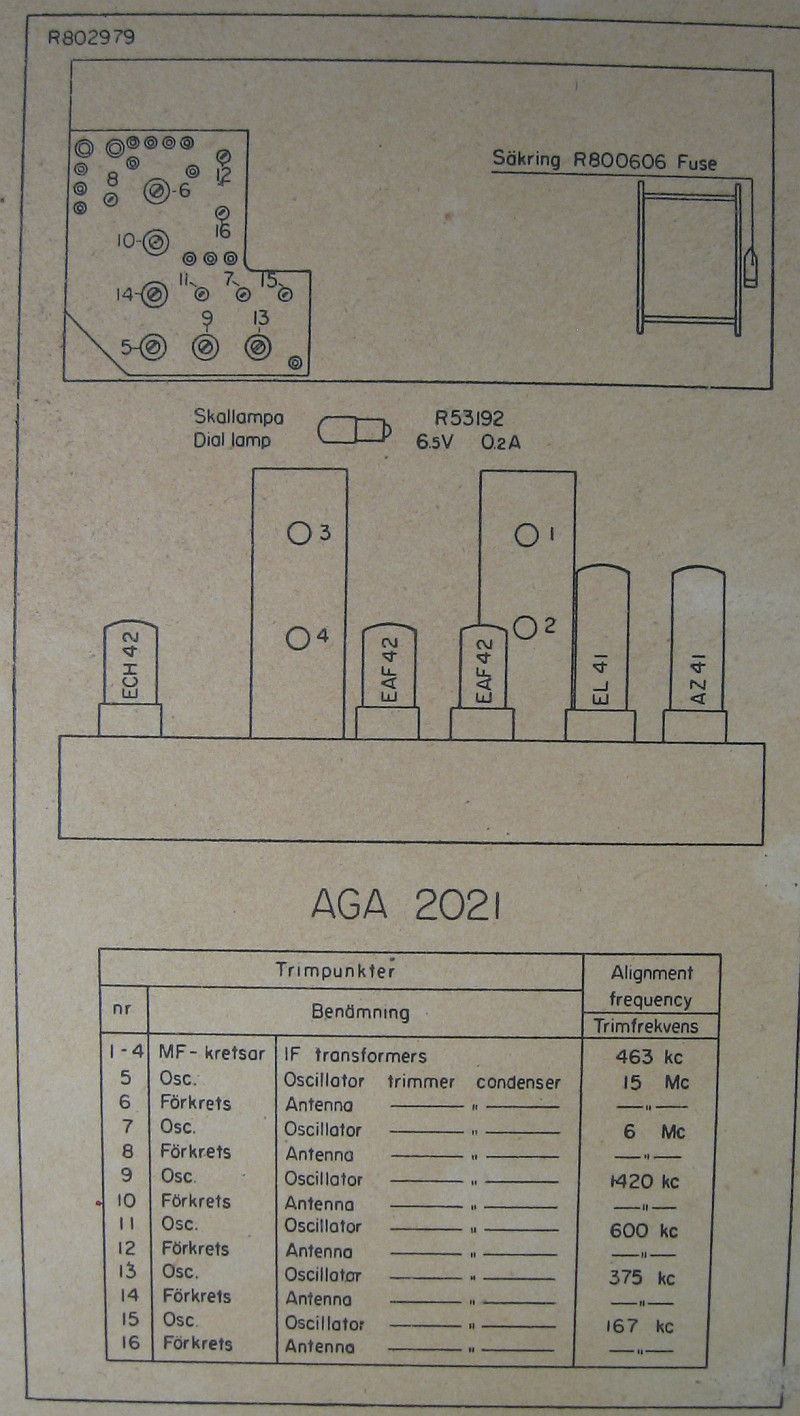 R802979
Säkring R800606 Fuse
8
12
6
16
10
11 7 15
14
9 13
5
Skallampa R53192
Dial lamp 6.5V 0.2A
3 1
4 2
ECH 42 EAF 42 EAF 42 EL 41 AZ 41
AGA 2021
Trimpunkter Alignment frequency
nr Benämning Trimfrekvens
1-4 MF-kretsar IF transformers 463 kc
5 Osc. Oscillator trimmer condenser 15 Mc
6 Förkrets Antenna —— " —— —"—
7 Osc. Oscillator —— " —— 6 Mc
8 Förkrets Antenna —— " —— —"—
9 Osc. Oscillator —— " —— 1420 kc
10 Förkrets Antenna —— " —— —"—
11 Osc. Oscillator —— " —— 600 kc
12 Förkrets Antenna —— " —— —"—
13 Osc. Oscillator —— " —— 375 kc
14 Förkrets Antenna —— " —— —"—
15 Osc. Oscillator —— " —— 167 kc
16 Förkrets Antenna —— " —— —"—